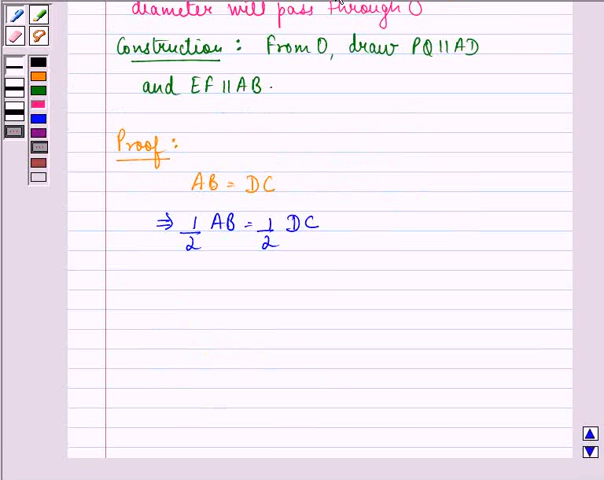 diameter will pass through O
Construction : From O, draw PQ || AD
and EF || AB.
Proof :
AB = DC
⇒ 1/2 AB = 1/2 DC